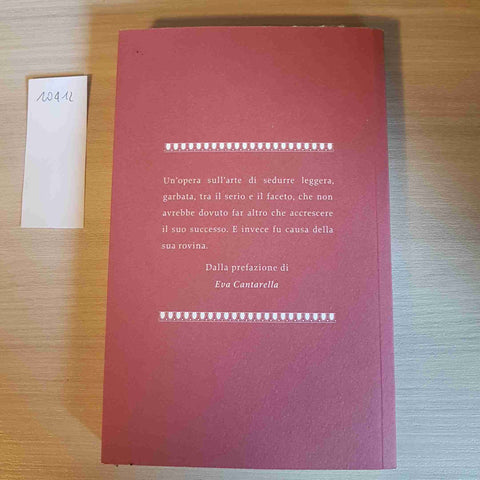 10912
Un'opera sull'arte di sedurre leggera,
garbata, tra il serio e il faceto, che non
avrebbe dovuto far altro che accrescere
il suo successo. E invece fu causa della
sua rovina.
Dalla prefazione di
Eva Cantarella